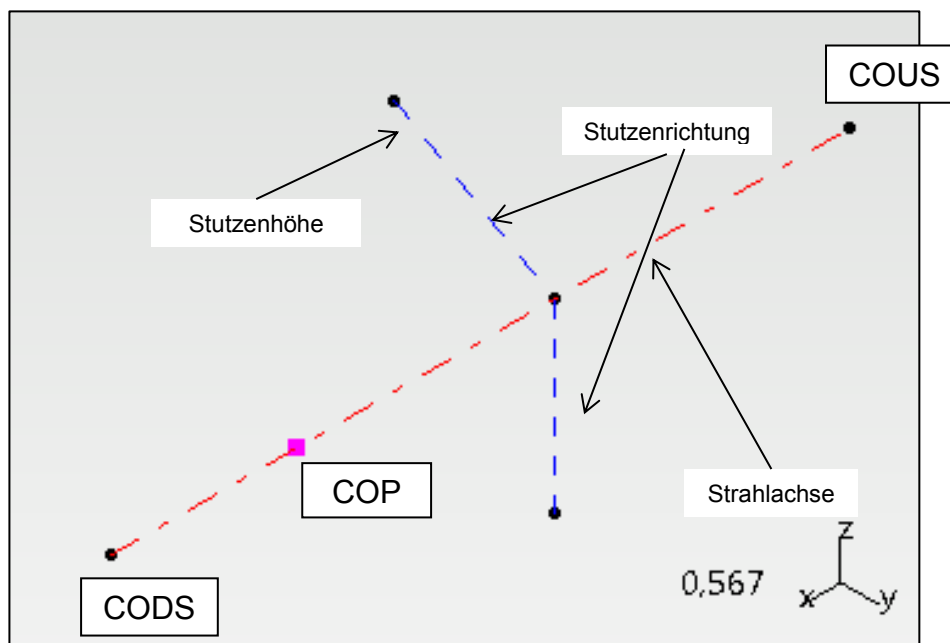 COUS
Stutzenrichtung
Stutzenhöhe
COP
Strahlachse
CODS
0,567
z
x
y